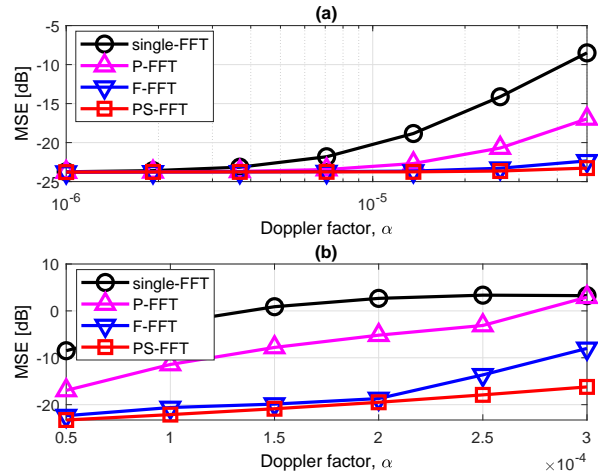 (a)
-5
-10
-15
-20
-25
MSE [dB]
single-FFT
P-FFT
F-FFT
PS-FFT
10^-6
10^-5
Doppler factor, α
(b)
10
0
-10
-20
MSE [dB]
single-FFT
P-FFT
F-FFT
PS-FFT
0.5 1 1.5 2 2.5 3
×10^-4
Doppler factor, α